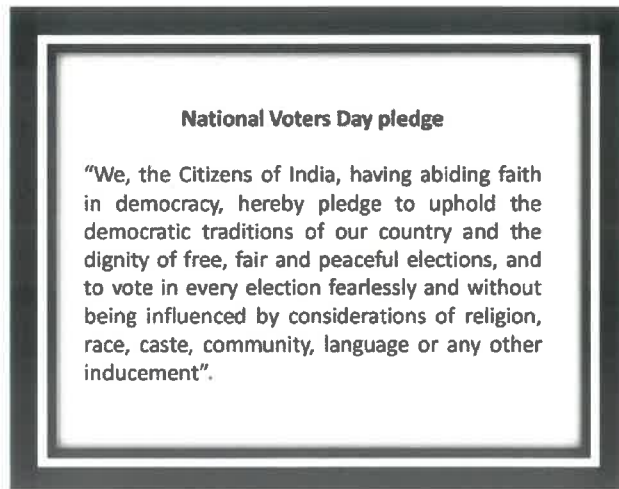 National Voters Day pledge
“We, the Citizens of India, having abiding faith
in democracy, hereby pledge to uphold the
democratic traditions of our country and the
dignity of free, fair and peaceful elections, and
to vote in every election fearlessly and without
being influenced by considerations of religion,
race, caste, community, language or any other
inducement”.